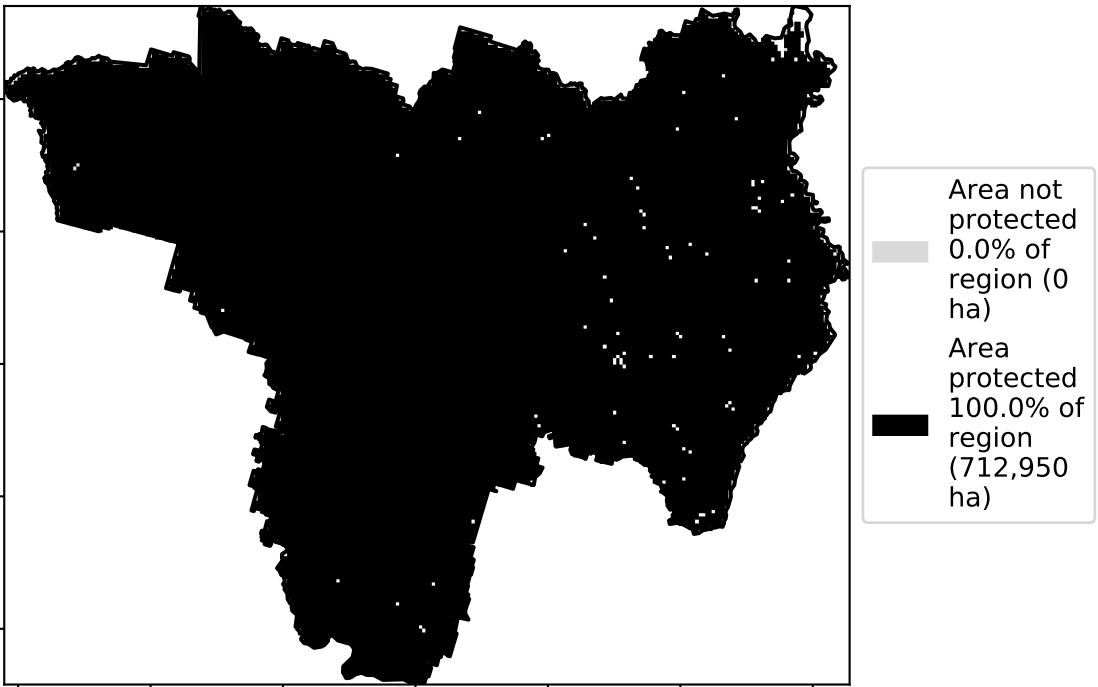 Area not
protected
0.0% of
region (0
ha)
Area
protected
100.0% of
region
(712,950
ha)